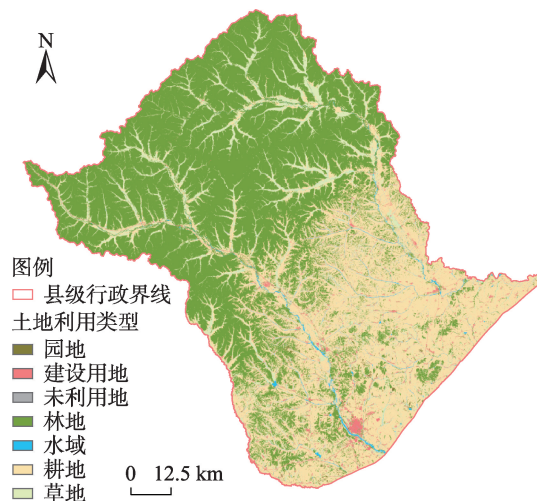 N
图例
县级行政界线
土地利用类型
园地
建设用地
未利用地
林地
水域
耕地
草地
0 12.5 km